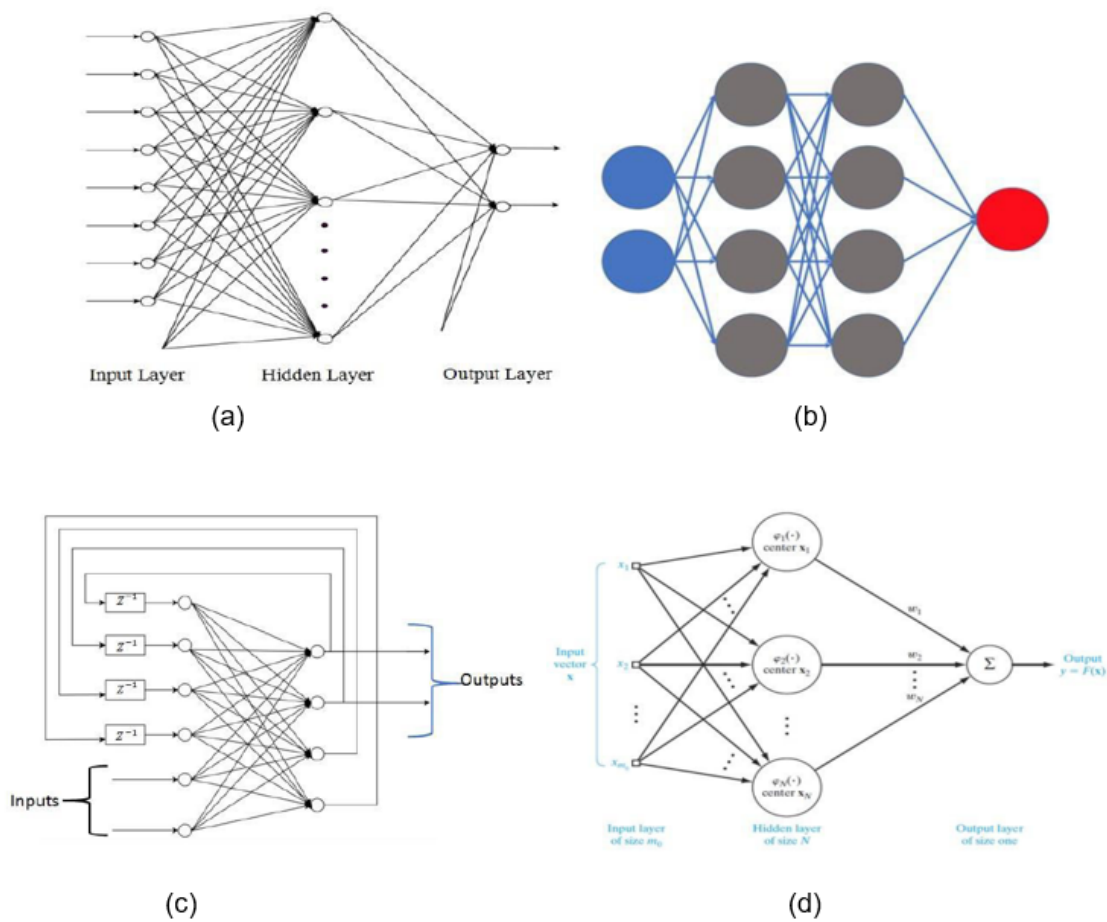 Input Layer
Hidden Layer
Output Layer
(a)
(b)
Z⁻¹
Z⁻¹
Z⁻¹
Z⁻¹
Inputs
Outputs
(c)
Input
vector
x
x₁
x₂
xₘ₀
φ₁(·)
center x₁
φ₂(·)
center x₂
φN(·)
center xN
w₁
w₂
wN
Σ
Output
y = F(x)
Input layer
of size m₀
Hidden layer
of size N
Output layer
of size one
(d)